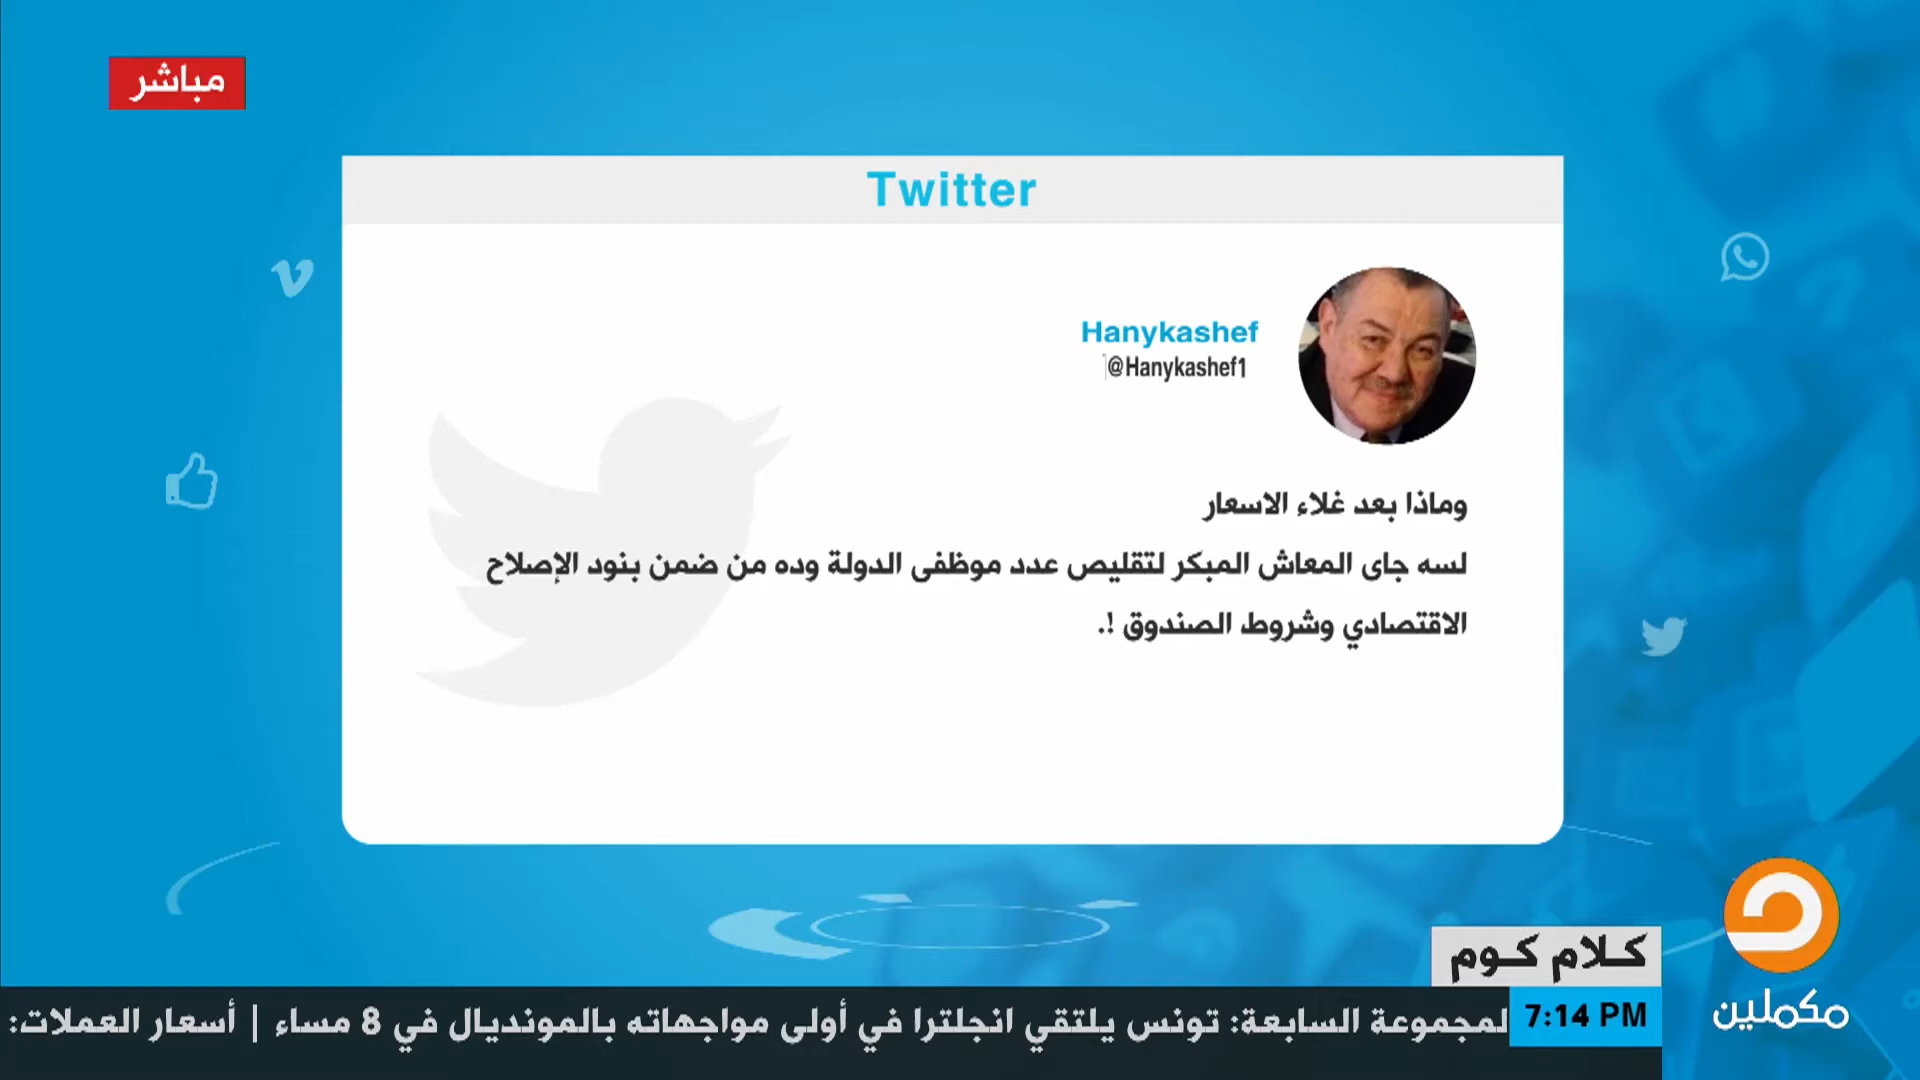 مباشر
Twitter
Hanykashef
@Hanykashef1
وماذا بعد غلاء الاسعار
لسه جاى المعاش المبكر لتقليص عدد موظفى الدولة وده من ضمن بنود الإصلاح
الاقتصادي وشروط الصندوق !.
كلام كوم
7:14 PM
لمجموعة السابعة: تونس يلتقي انجلترا في أولى مواجهاته بالمونديال في 8 مساء | أسعار العملات:
مكملين